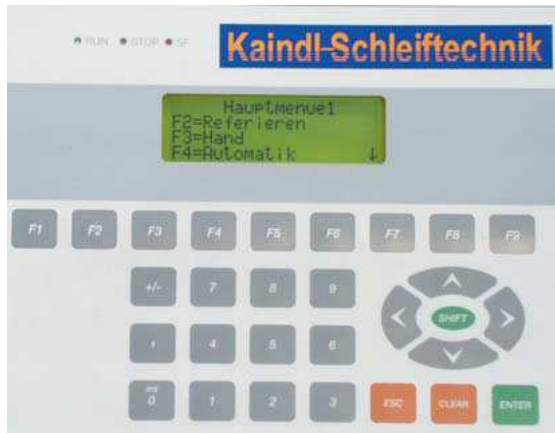 RUN STOP SF
Kaindl-Schleiftechnik
Hauptmenue1
F2=Referieren
F3=Hand
F4=Automatik ↓
F1 F2 F3 F4 F5 F6 F7 F8 F9
+/- 7 8 9
SHIFT
4 5 6
INS
0 1 2 3 ESC CLEAR ENTER